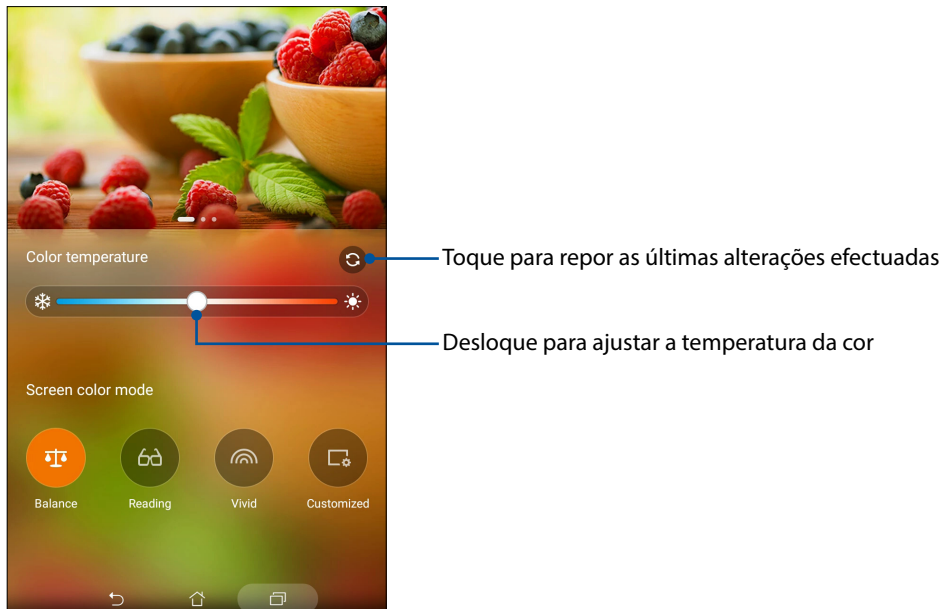 Color temperature
Toque para repor as últimas alterações efectuadas
Desloque para ajustar a temperatura da cor
Screen color mode
Balance
Reading
Vivid
Customized